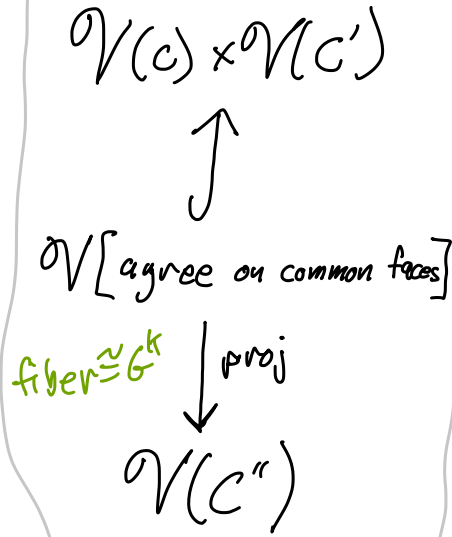 𝒱(C) × 𝒱(C')
𝒱[agree on common faces]
fiber ≅ G^k
proj
𝒱(C'')